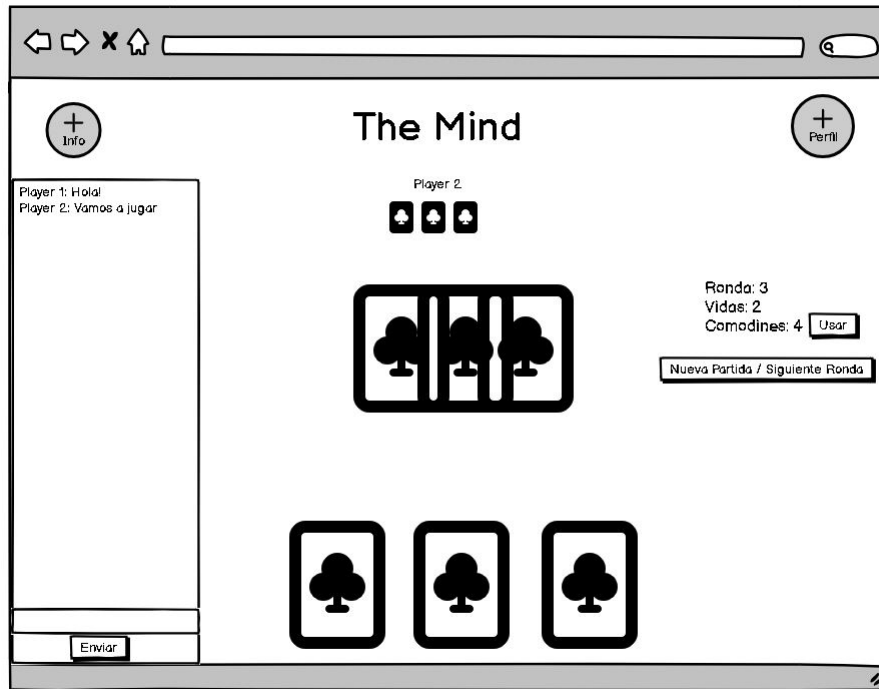 Info
The Mind
Perfil
Player 1: Hola!
Player 2: Vamos a jugar
Player 2
Ronda: 3
Vidas: 2
Comodines: 4
Usar
Nueva Partida / Siguiente Ronda
Enviar